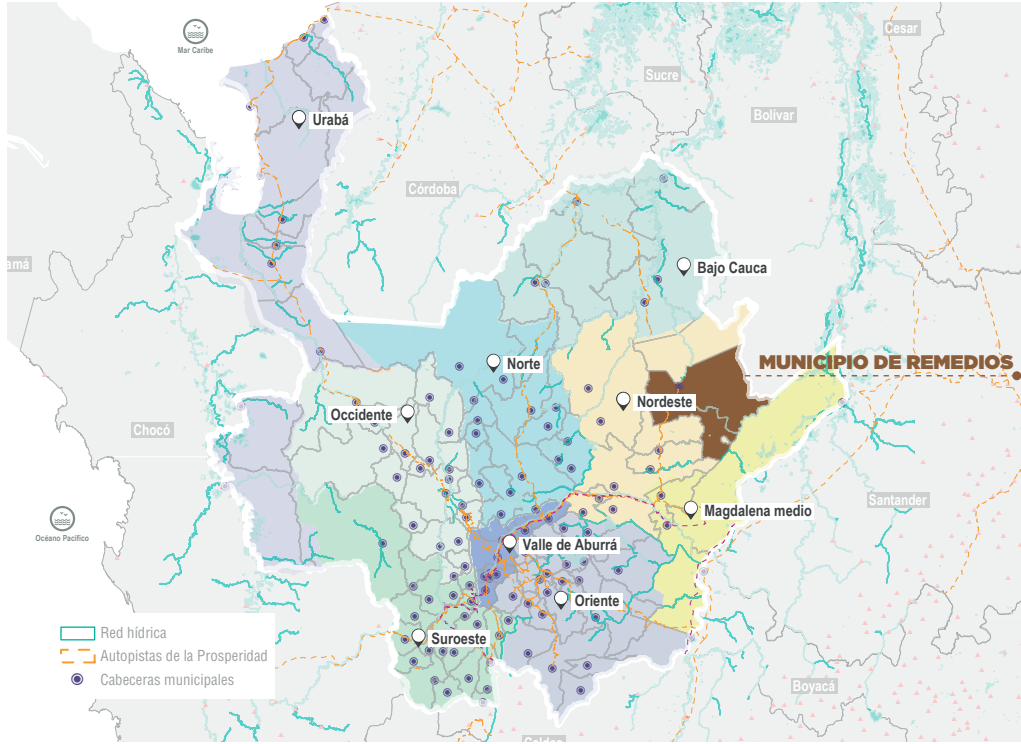 Mar Caribe
Cesar
Sucre
Bolívar
Urabá
Córdoba
amá
Bajo Cauca
MUNICIPIO DE REMEDIOS
Norte
Nordeste
Occidente
Chocó
Santander
Magdalena medio
Océano Pacífico
Valle de Aburrá
Oriente
Suroeste
Red hídrica
Autopistas de la Prosperidad
Cabeceras municipales
Boyacá